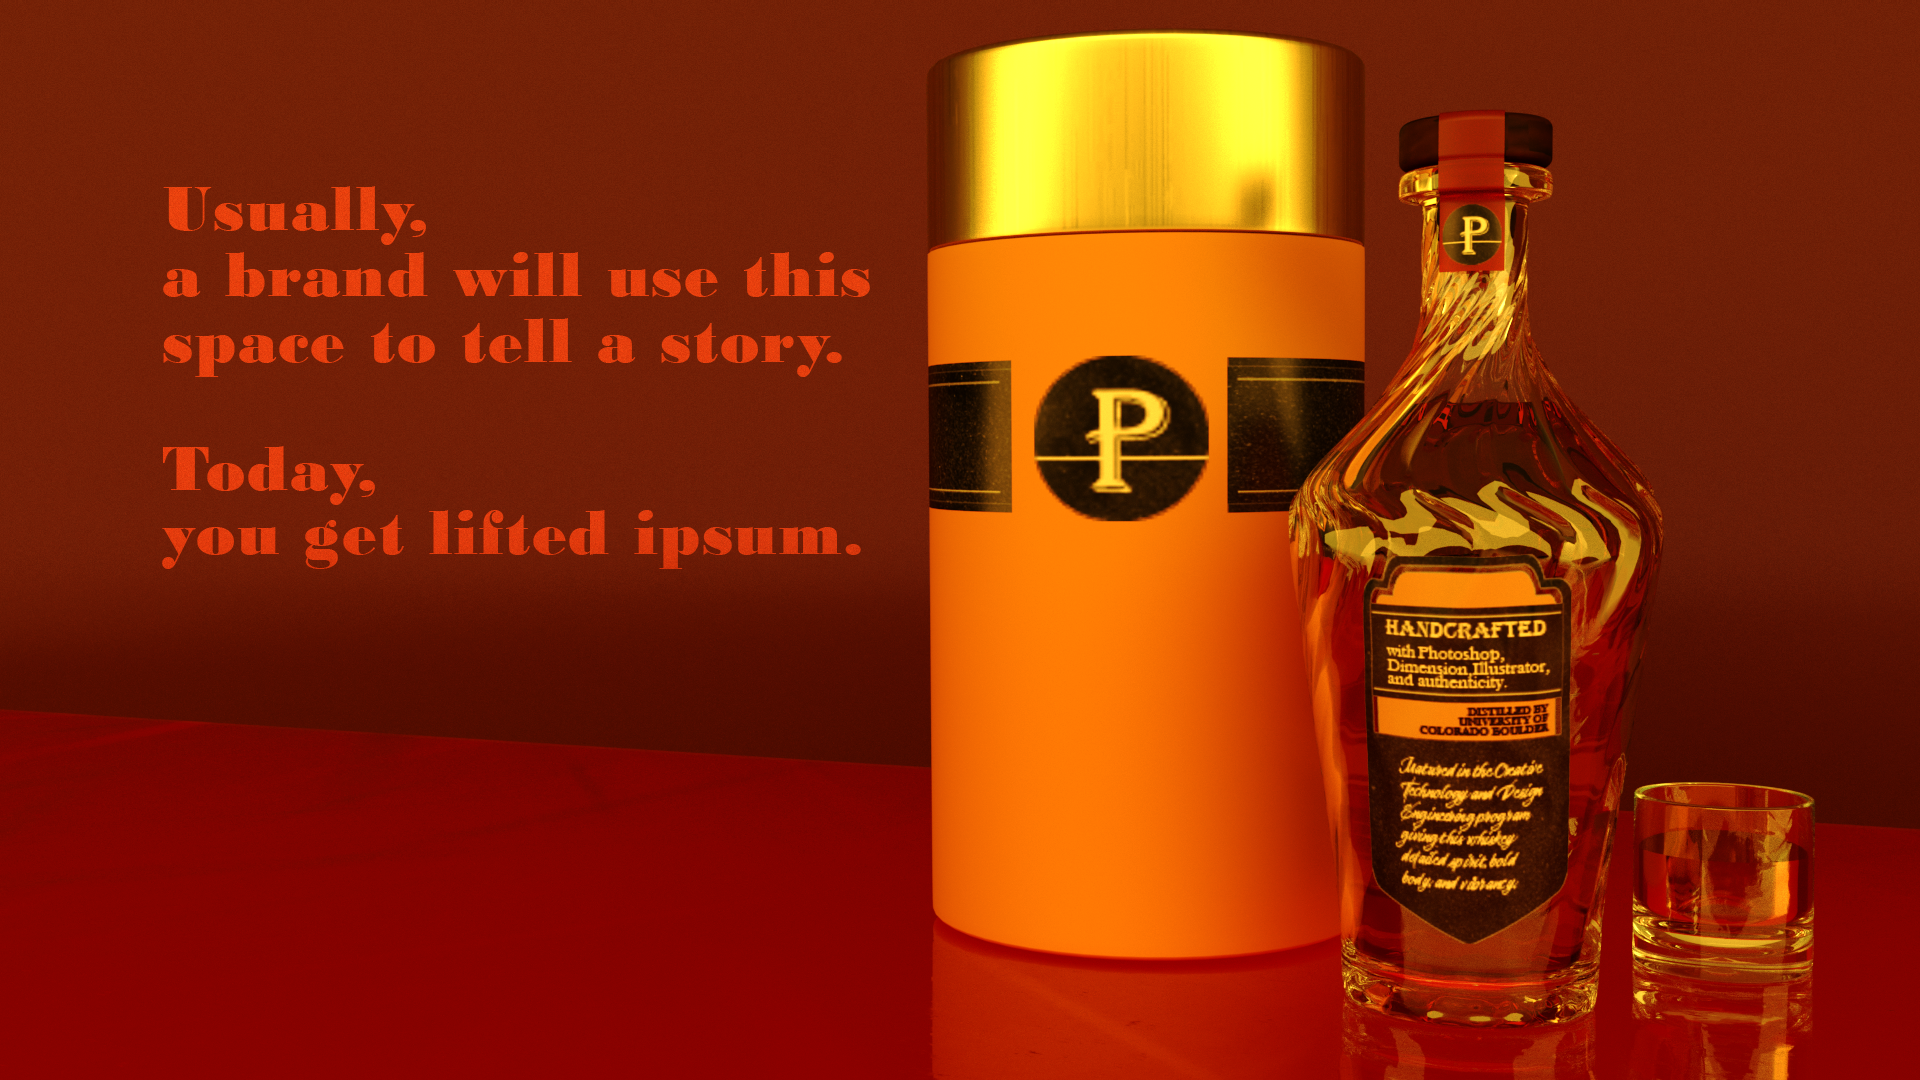 Usually,
a brand will use this
space to tell a story.
Today,
you get lifted ipsum.
P
P
HANDCRAFTED
with Photoshop,
Dimension,Illustrator,
and authenticity.
DISTILLED BY
UNIVERSITY OF
COLORADO BOULDER
Matured in the Creative
Technology and Design
Engineering program
giving this whiskey
detailed spirit, bold
body, and vibrancy.